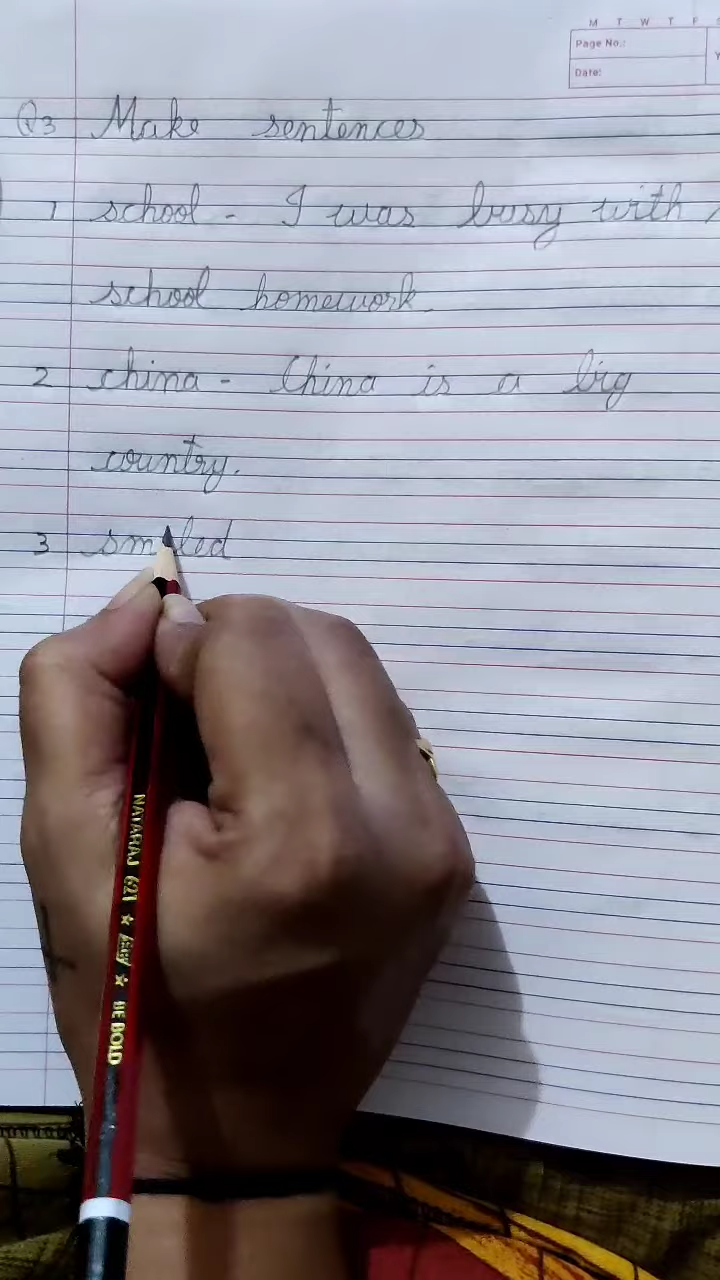 M T W T F S
Page No.:
Date:
Y
Q3 Make sentences
1 school - I was busy with
school homework.
2 china - China is a big
country.
3 smiled
NATARAJ 621 ★ ★ BE BOLD